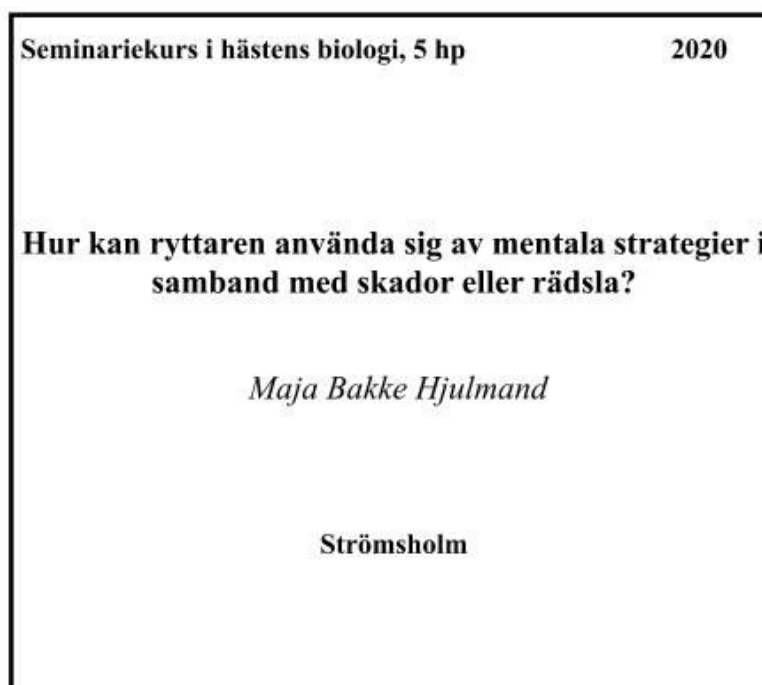 Seminariekurs i hästens biologi, 5 hp 2020
Hur kan ryttaren använda sig av mentala strategier i
samband med skador eller rädsla?
Maja Bakke Hjulmand
Strömsholm